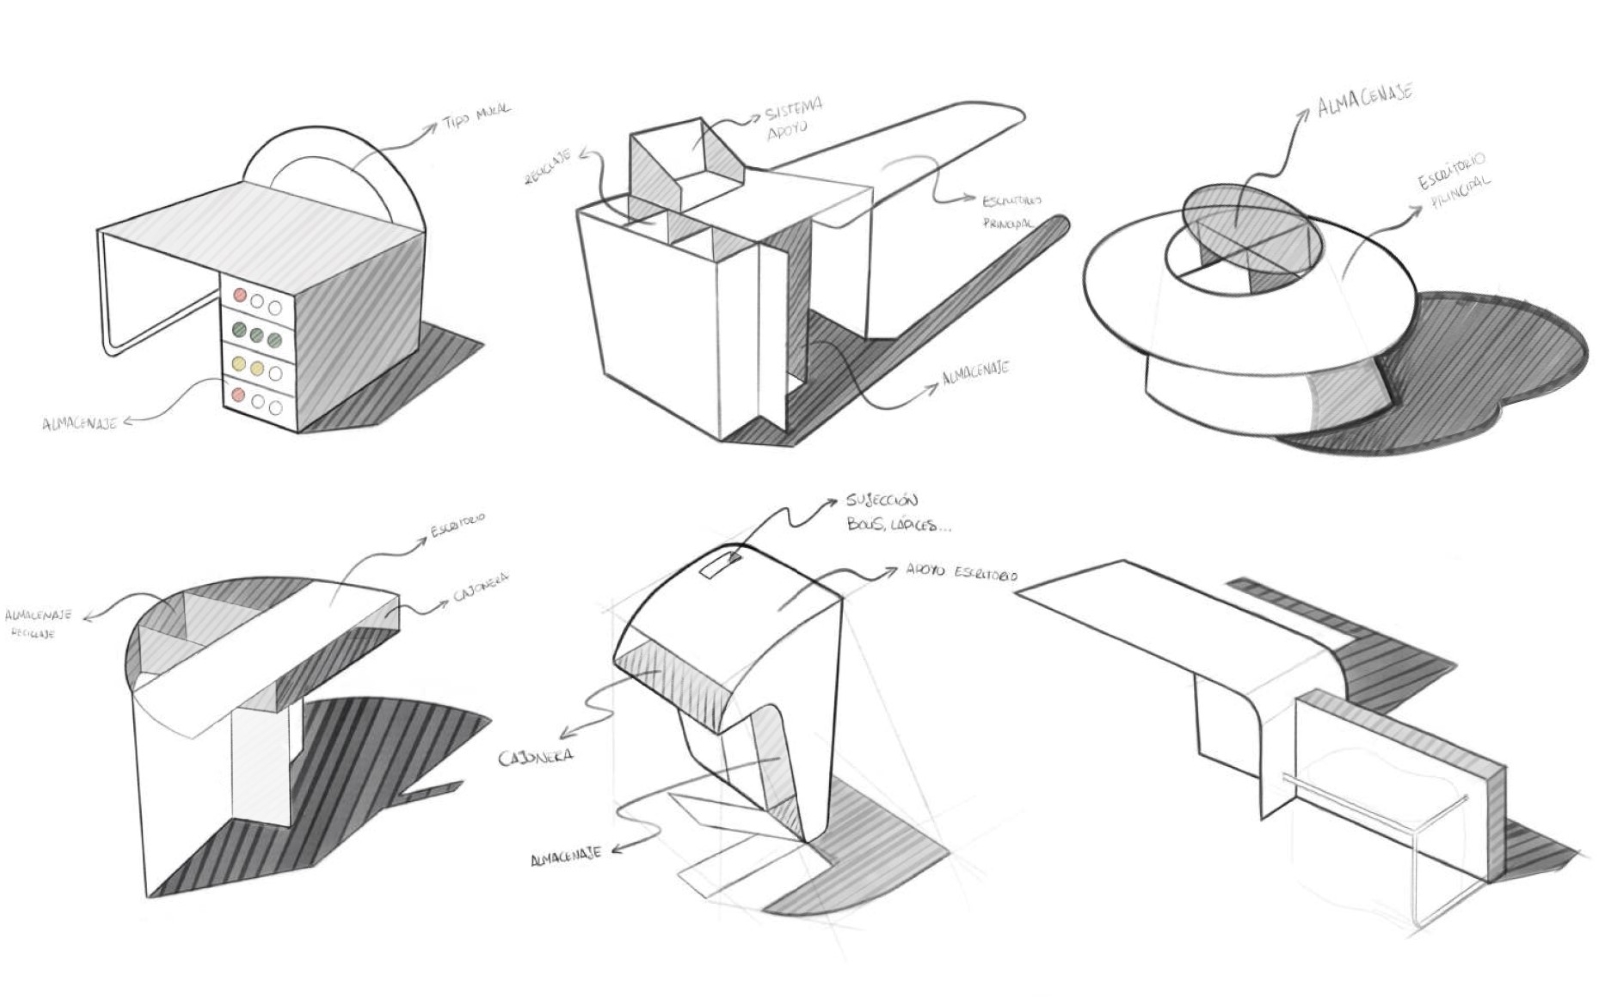 TIPO MURAL
ALMACENAJE
RECICLAJE
SISTEMA
APOYO
ESCRITORIO
PRINCIPAL
ALMACENAJE
ALMACENAJE
ESCRITORIO
PRINCIPAL
ALMACENAJE
RECICLAJE
ESCRITORIO
CAJONERA
SUJECCIÓN
BOLIS, LÁPICES...
APOYO ESCRITORIO
CAJONERA
ALMACENAJE